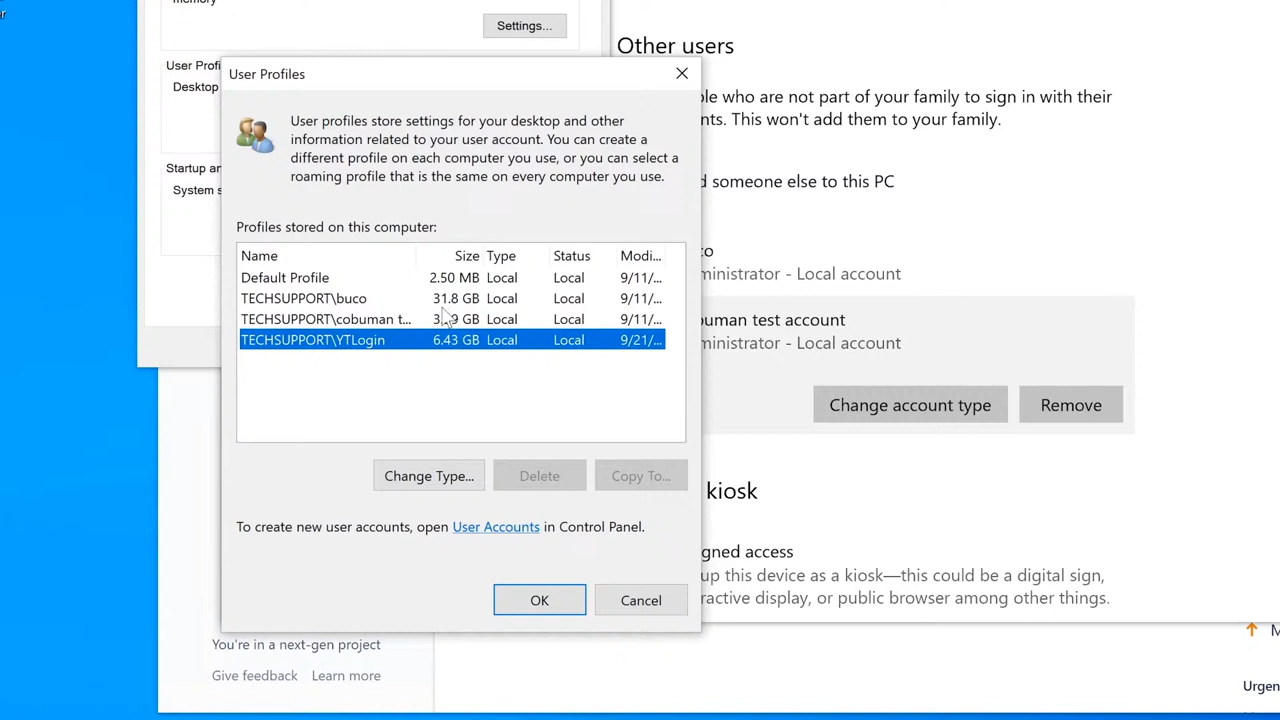 er
memory
Settings...
User Profi
Desktop
Startup an
System s
User Profiles
User profiles store settings for your desktop and other
information related to your user account. You can create a
different profile on each computer you use, or you can select a
roaming profile that is the same on every computer you use.
Profiles stored on this computer:
Name Size Type Status Modi...
Default Profile 2.50 MB Local Local 9/11/...
TECHSUPPORT\buco 31.8 GB Local Local 9/11/...
TECHSUPPORT\cobuman t... GB Local Local 9/11/...
TECHSUPPORT\YTLogin 6.43 GB Local Local 9/21/...
Change Type...
Delete
Copy To...
To create new user accounts, open User Accounts in Control Panel.
OK
Cancel
Other users
ple who are not part of your family to sign in with their
nts. This won't add them to your family.
d someone else to this PC
co
ministrator - Local account
buman test account
ministrator - Local account
Change account type
Remove
kiosk
gned access
up this device as a kiosk—this could be a digital sign,
ractive display, or public browser among other things.
You're in a next-gen project
Give feedback
Learn more
M
Urgen